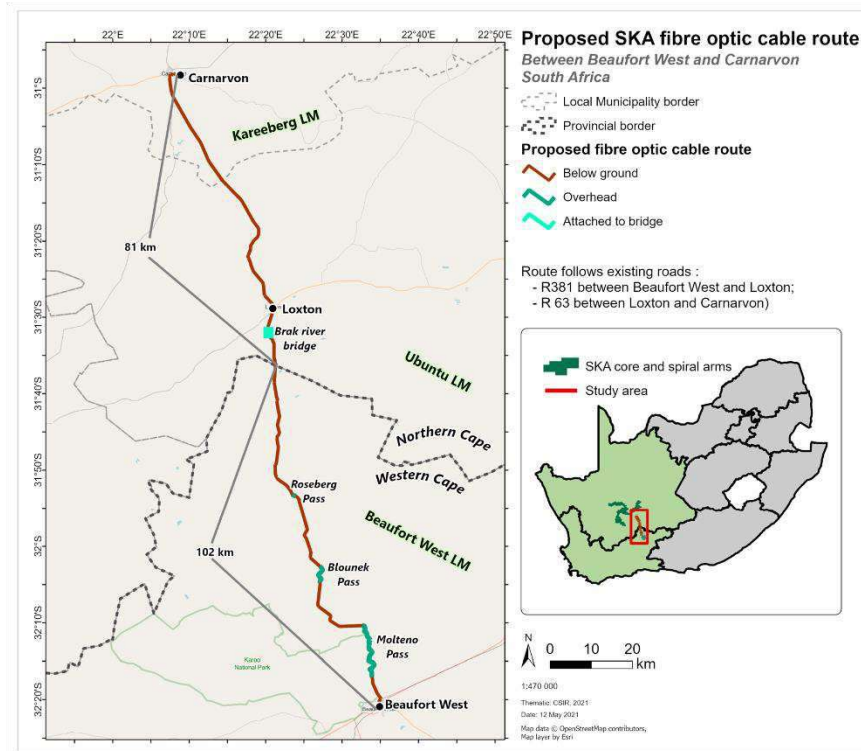 Proposed SKA fibre optic cable route
Between Beaufort West and Carnarvon
South Africa
Local Municipality border
Provincial border
Proposed fibre optic cable route
Below ground
Overhead
Attached to bridge
Route follows existing roads :
- R381 between Beaufort West and Loxton;
- R 63 between Loxton and Carnarvon)
SKA core and spiral arms
Study area
N
0 10 20
km
1:470 000
Thematic: CSIR, 2021
Date: 12 May 2021
Map data © OpenStreetMap contributors,
Map layer by Esri
22°E
22°10'E
22°20'E
22°30'E
22°40'E
22°50'E
31°S
31°10'S
31°20'S
31°30'S
31°40'S
31°50'S
32°S
32°10'S
32°20'S
Carnarvon
Kareeberg LM
81 km
Loxton
Brak river
bridge
Ubuntu LM
Northern Cape
Western Cape
Roseberg
Pass
Beaufort West LM
102 km
Blounek
Pass
Molteno
Pass
Karoo
National Park
Beaufort West